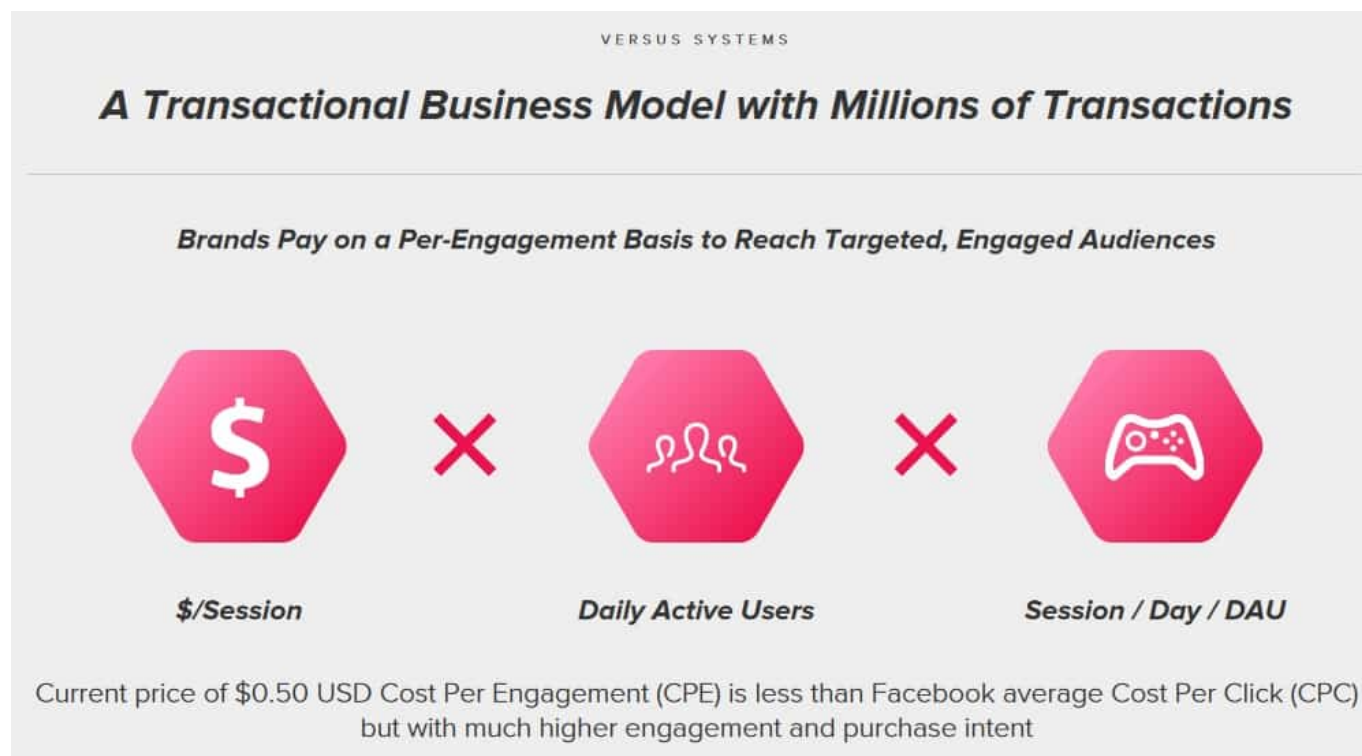 VERSUS SYSTEMS
A Transactional Business Model with Millions of Transactions
Brands Pay on a Per-Engagement Basis to Reach Targeted, Engaged Audiences
$
$/Session
Daily Active Users
Session / Day / DAU
Current price of $0.50 USD Cost Per Engagement (CPE) is less than Facebook average Cost Per Click (CPC)
but with much higher engagement and purchase intent